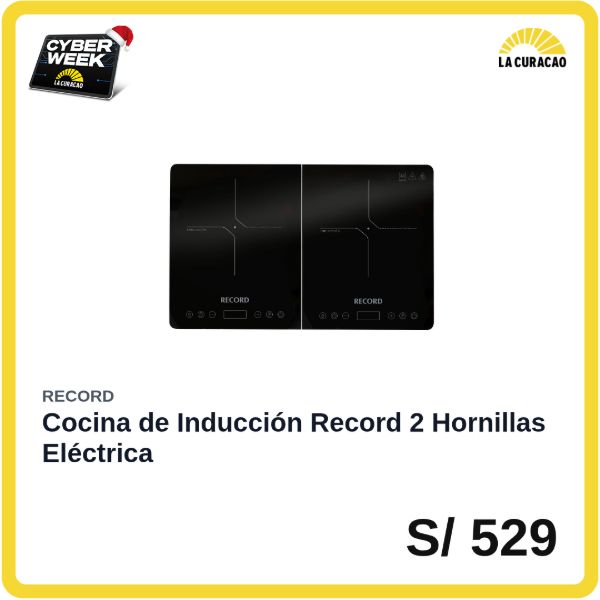 CYBER
WEEK
LA CURACAO
LA CURACAO
RECORD
RECORD
RECORD
Cocina de Inducción Record 2 Hornillas
Eléctrica
S/ 529